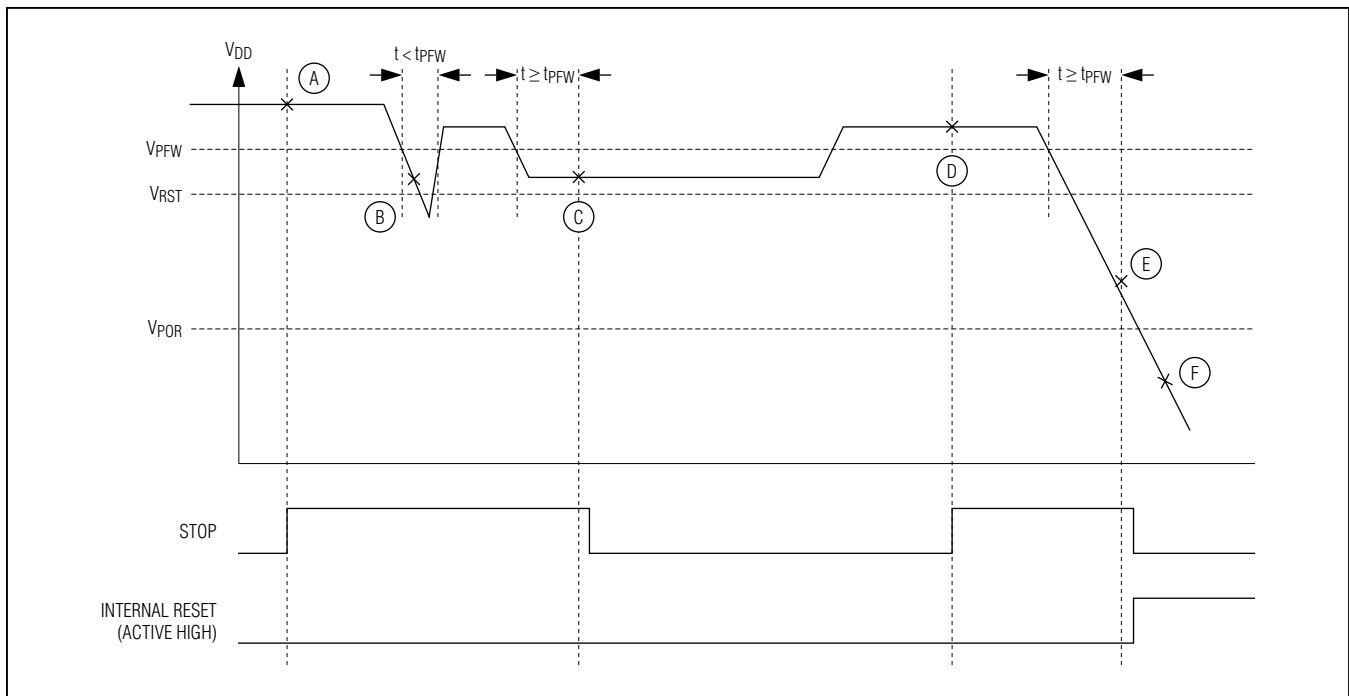 VDD
t < tPFW
t ≥ tPFW
t ≥ tPFW
A
VPFW
VRST
B
C
D
E
VPOR
F
STOP
INTERNAL RESET
(ACTIVE HIGH)